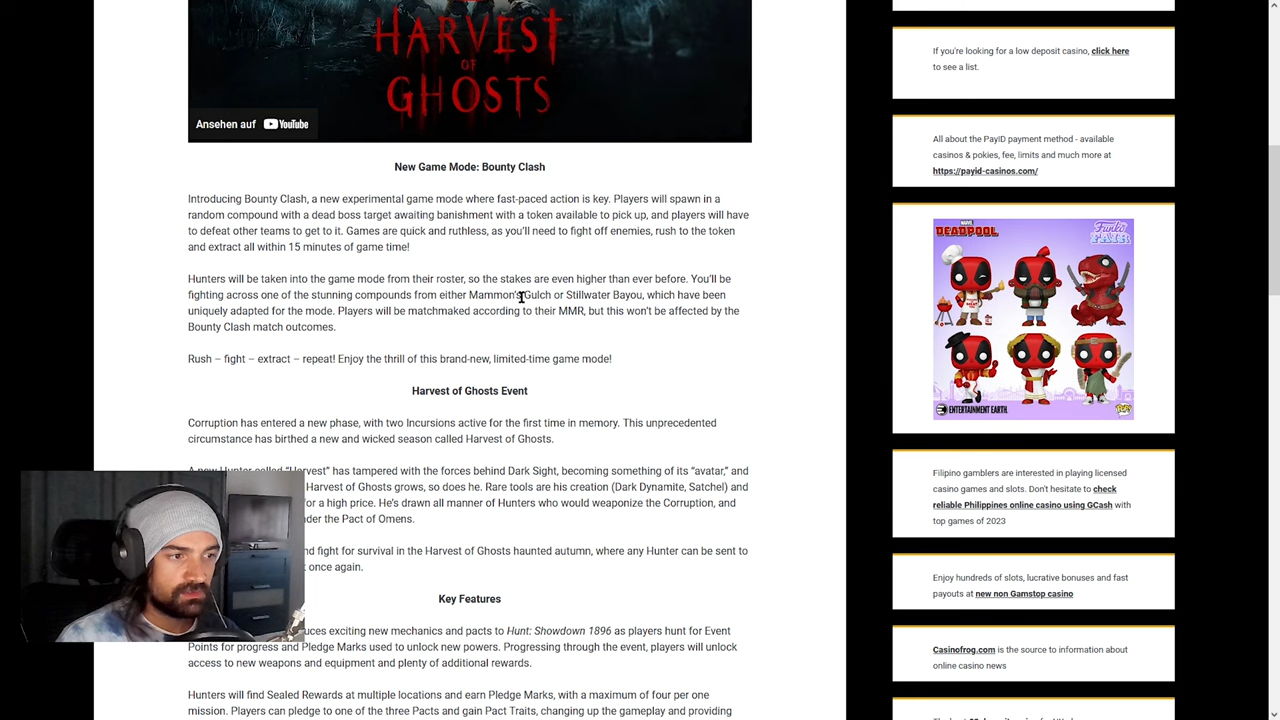 HARVEST
OF
GHOSTS
Ansehen auf YouTube
New Game Mode: Bounty Clash
Introducing Bounty Clash, a new experimental game mode where fast-paced action is key. Players will spawn in a
random compound with a dead boss target awaiting banishment with a token available to pick up, and players will have
to defeat other teams to get to it. Games are quick and ruthless, as you'll need to fight off enemies, rush to the token
and extract all within 15 minutes of game time!
Hunters will be taken into the game mode from their roster, so the stakes are even higher than ever before. You'll be
fighting across one of the stunning compounds from either Mammon's Gulch or Stillwater Bayou, which have been
uniquely adapted for the mode. Players will be matchmaked according to their MMR, but this won't be affected by the
Bounty Clash match outcomes.
Rush – fight – extract – repeat! Enjoy the thrill of this brand-new, limited-time game mode!
Harvest of Ghosts Event
Corruption has entered a new phase, with two Incursions active for the first time in memory. This unprecedented
circumstance has birthed a new and wicked season called Harvest of Ghosts.
A new Hunter called "Harvest" has tampered with the forces behind Dark Sight, becoming something of its "avatar," and
Harvest of Ghosts grows, so does he. Rare tools are his creation (Dark Dynamite, Satchel) and
for a high price. He's drawn all manner of Hunters who would weaponize the Corruption, and
the Pact of Omens.
fight for survival in the Harvest of Ghosts haunted autumn, where any Hunter can be sent to
once again.
Key Features
exciting new mechanics and pacts to Hunt: Showdown 1896 as players hunt for Event
Points for progress and Pledge Marks used to unlock new powers. Progressing through the event, players will unlock
access to new weapons and equipment and plenty of additional rewards.
Hunters will find Sealed Rewards at multiple locations and earn Pledge Marks, with a maximum of four per one
mission. Players can pledge to one of the three Pacts and gain Pact Traits, changing up the gameplay and providing
If you're looking for a low deposit casino, click here
to see a list.
All about the PayID payment method - available
casinos & pokies, fee, limits and much more at
https://payid-casinos.com/
MARVEL
DEADPOOL
Funko
FAIR
ENTERTAINMENT EARTH
POP!
Filipino gamblers are interested in playing licensed
casino games and slots. Don't hesitate to check
reliable Philippines online casino using GCash with
top games of 2023
Enjoy hundreds of slots, lucrative bonuses and fast
payouts at new non Gamstop casino
Casinofrog.com is the source to information about
online casino news